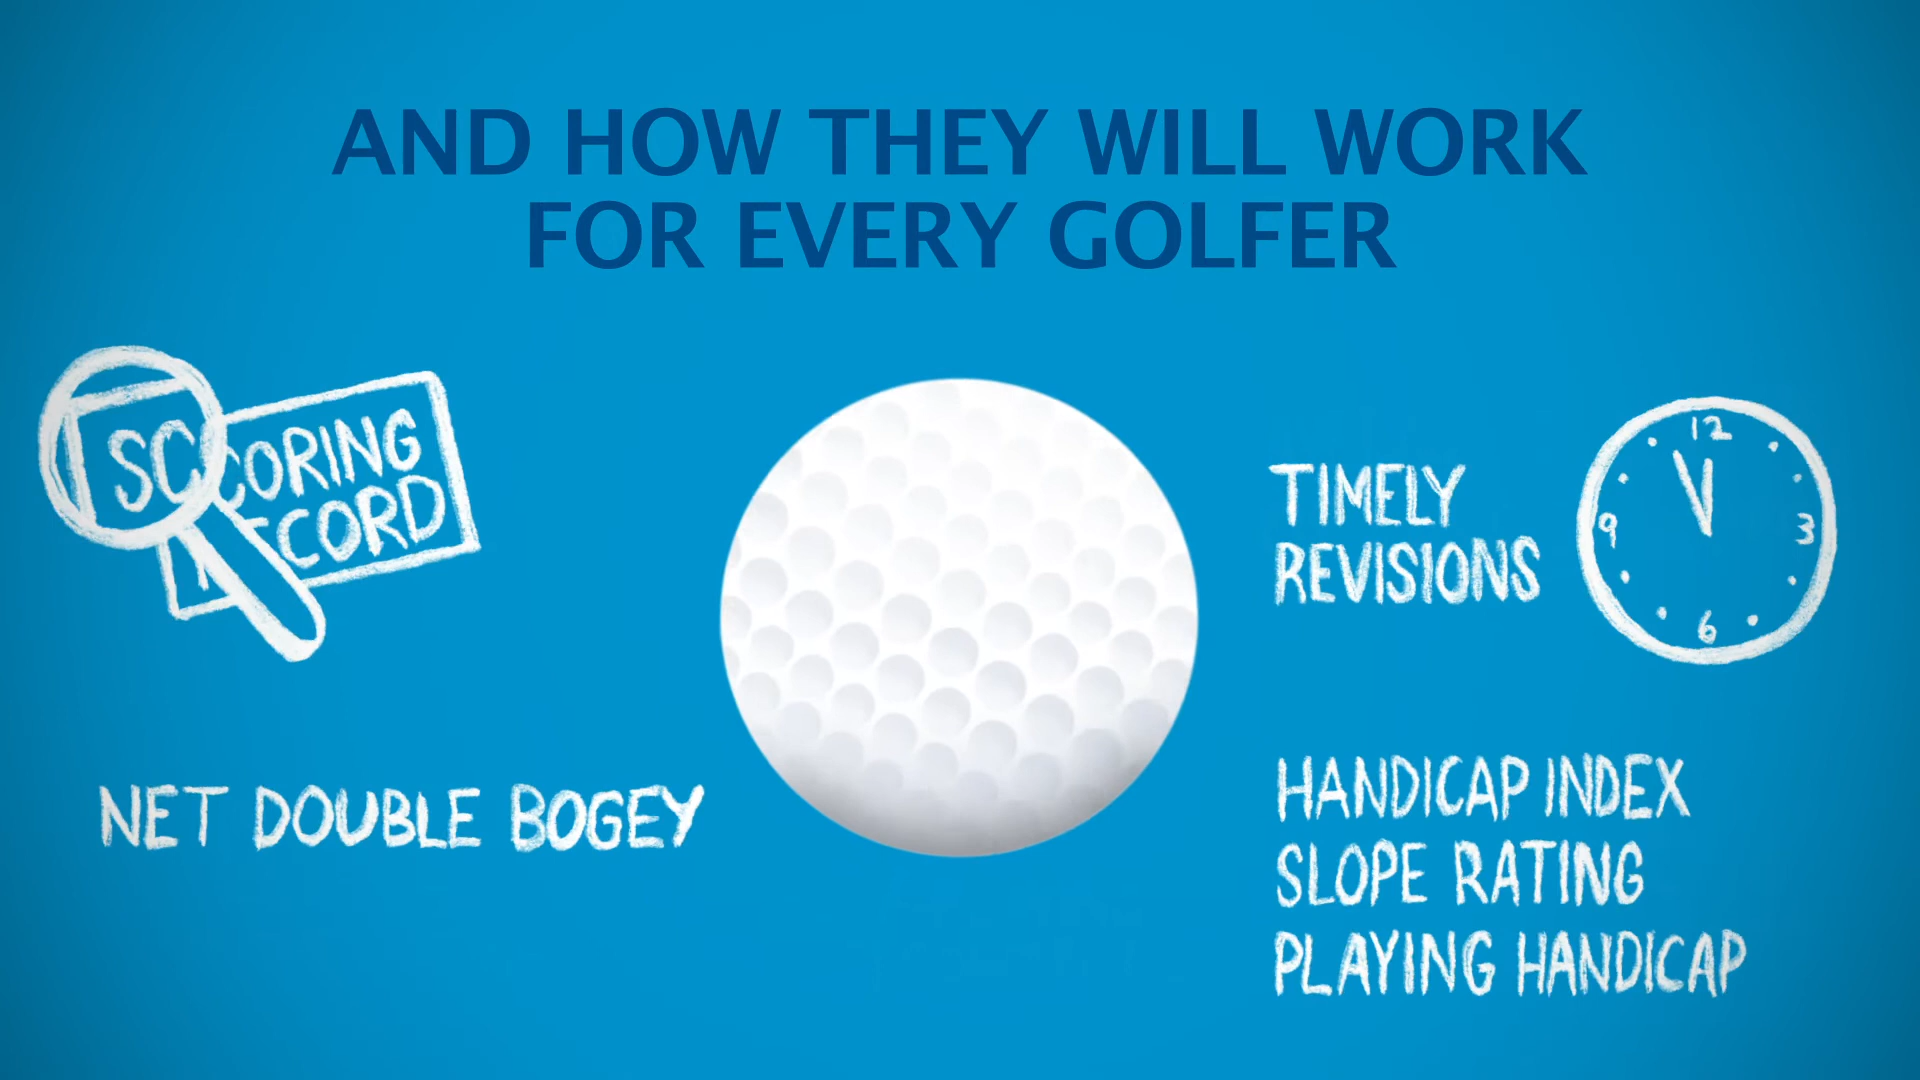 AND HOW THEY WILL WORK
FOR EVERY GOLFER
SCORING
CORD
TIMELY
REVISIONS
12
3
6
9
NET DOUBLE BOGEY
HANDICAP INDEX
SLOPE RATING
PLAYING HANDICAP